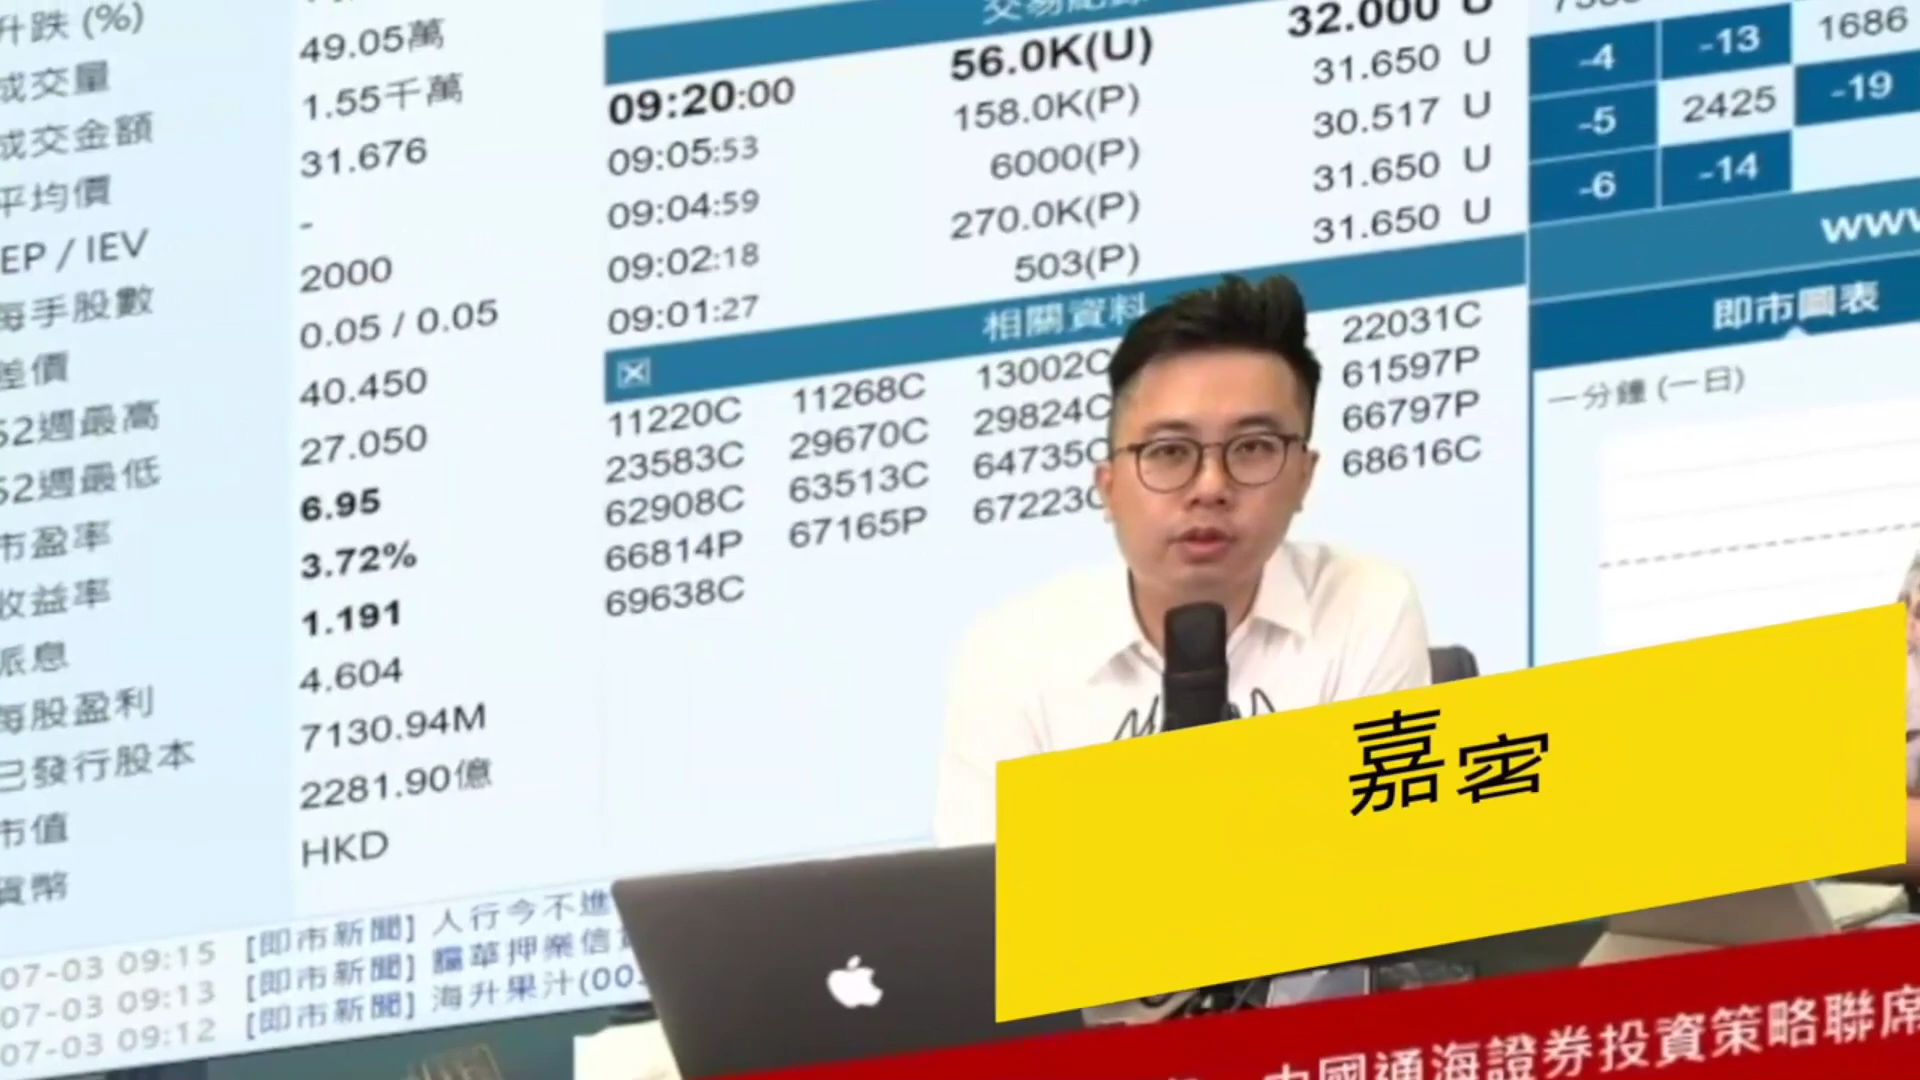 升跌 (%)
成交量 49.05萬
成交金額 1.55千萬
平均價 31.676
EP / IEV -
每手股數 2000
差價 0.05 / 0.05
52週最高 40.450
52週最低 27.050
市盈率 6.95
收益率 3.72%
派息 1.191
每股盈利 4.604
已發行股本 7130.94M
市值 2281.90億
貨幣 HKD
09:20:00 56.0K(U) 32.000 U
09:05:53 158.0K(P) 31.650 U
09:04:59 6000(P) 30.517 U
09:02:18 270.0K(P) 31.650 U
09:01:27 503(P) 31.650 U
相關資料
11220C 11268C 13002C 22031C
23583C 29670C 29824C 61597P
62908C 63513C 64735C 66797P
66814P 67165P 67223C 68616C
69638C
-4 -13 1686
-5 2425 -19
-6 -14
www
即市圖表
一分鐘 (一日)
07-03 09:15 [即市新聞] 人行今不進
07-03 09:13 [即市新聞]
07-03 09:12 [即市新聞] 海升果汁(00
嘉客
中國通海證券投資策略聯席